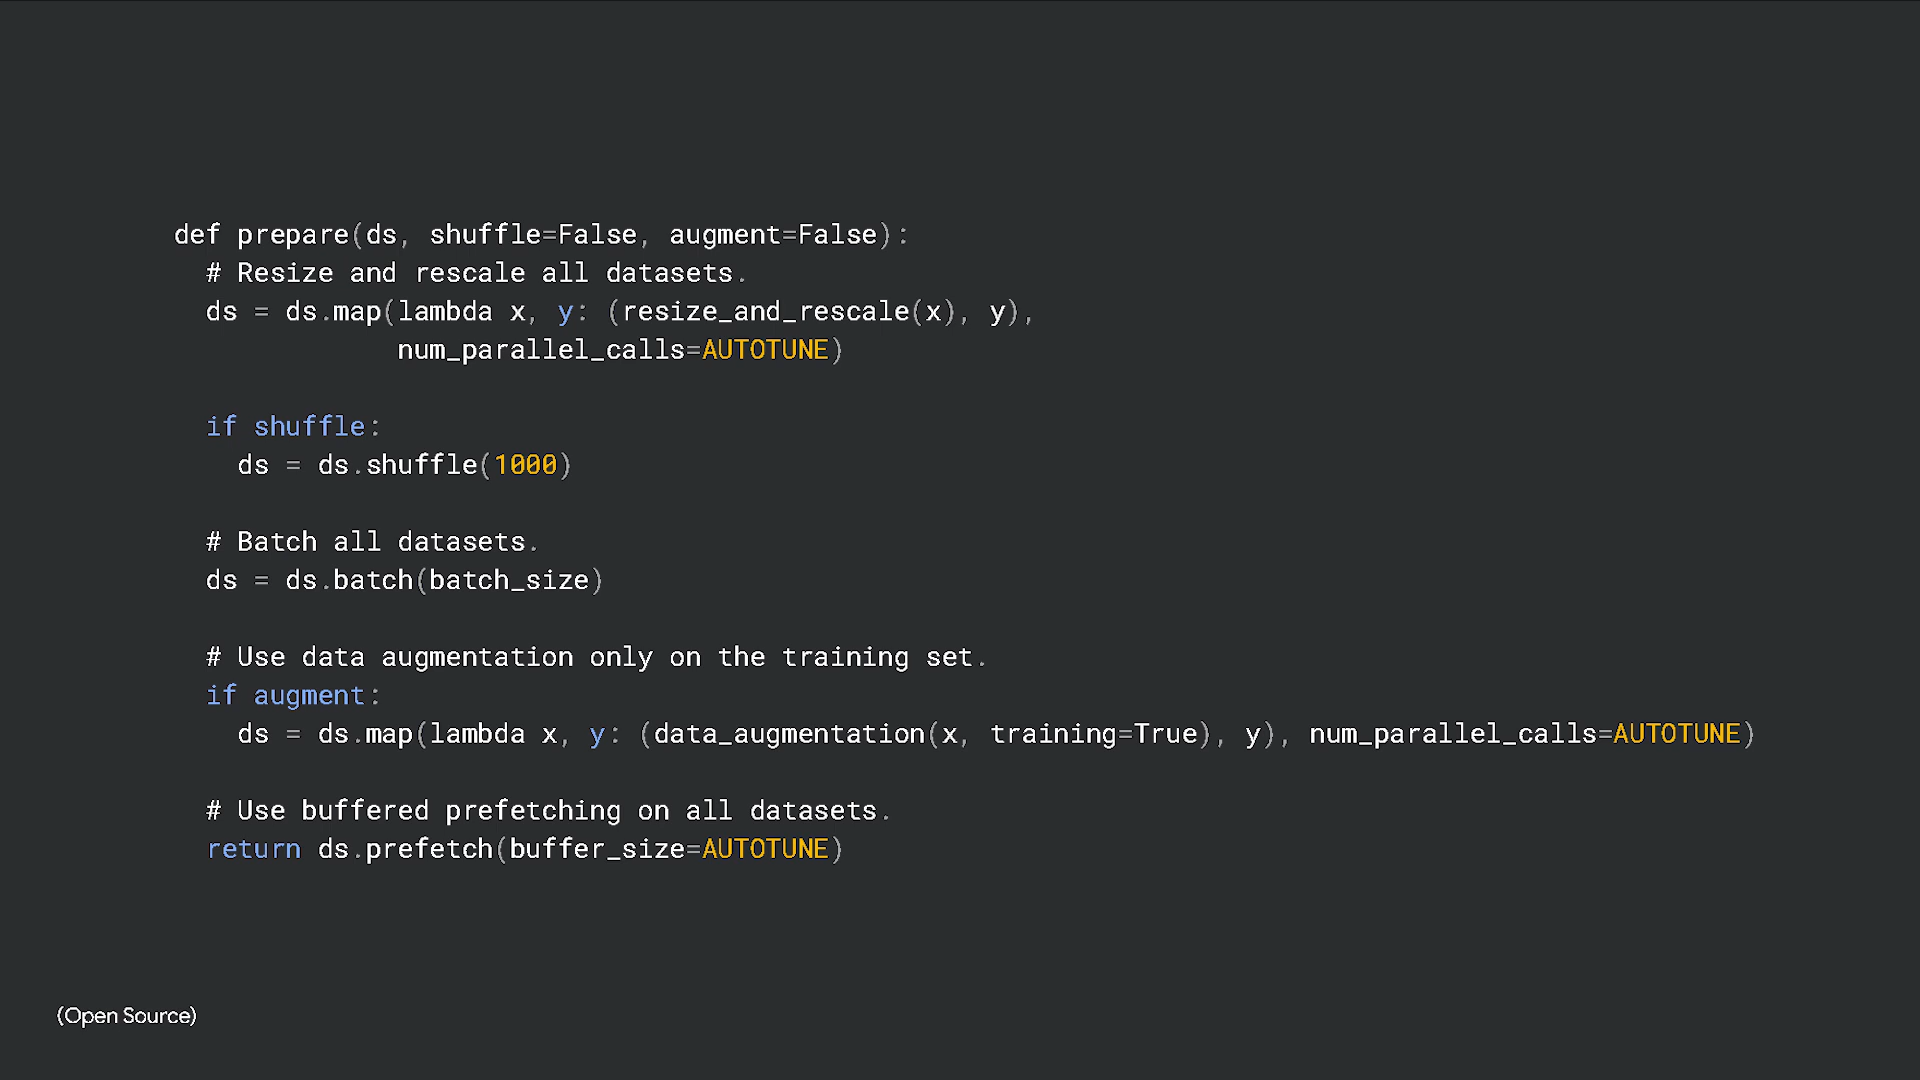 def prepare(ds, shuffle=False, augment=False):
  # Resize and rescale all datasets.
  ds = ds.map(lambda x, y: (resize_and_rescale(x), y),
              num_parallel_calls=AUTOTUNE)

  if shuffle:
    ds = ds.shuffle(1000)

  # Batch all datasets.
  ds = ds.batch(batch_size)

  # Use data augmentation only on the training set.
  if augment:
    ds = ds.map(lambda x, y: (data_augmentation(x, training=True), y), num_parallel_calls=AUTOTUNE)

  # Use buffered prefetching on all datasets.
  return ds.prefetch(buffer_size=AUTOTUNE)
(Open Source)